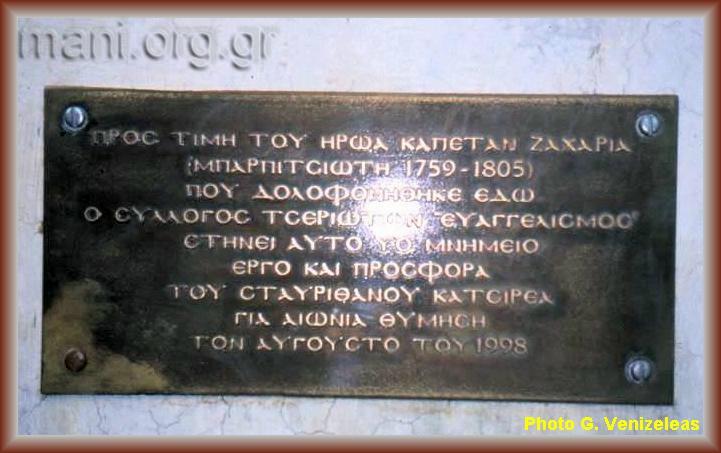 mani.org.gr
ΠΡΟΣ ΤΙΜΗ ΤΟΥ ΗΡΩΑ ΚΑΠΕΤΑΝ ΖΑΧΑΡΙΑ
(ΜΠΑΡΠΙΤΣΙΩΤΗ 1759-1805)
ΠΟΥ ΔΟΛΟΦΟΝΗΘΗΚΕ ΕΔΩ
Ο ΣΥΛΛΟΓΟΣ ΤΣΕΡΙΩΤΩΝ "ΕΥΑΓΓΕΛΙΣΜΟΣ"
ΣΤΗΝΕΙ ΑΥΤΟ ΤΟ ΜΝΗΜΕΙΟ
ΕΡΓΟ ΚΑΙ ΠΡΟΣΦΟΡΑ
ΤΟΥ ΣΤΑΥΡΙΘΑΝΟΥ ΚΑΤΣΙΡΕΑ
ΓΙΑ ΑΙΩΝΙΑ ΘΥΜΗΣΗ
ΤΟΝ ΑΥΓΟΥΣΤΟ ΤΟΥ 1998
Photo G. Venizeleas